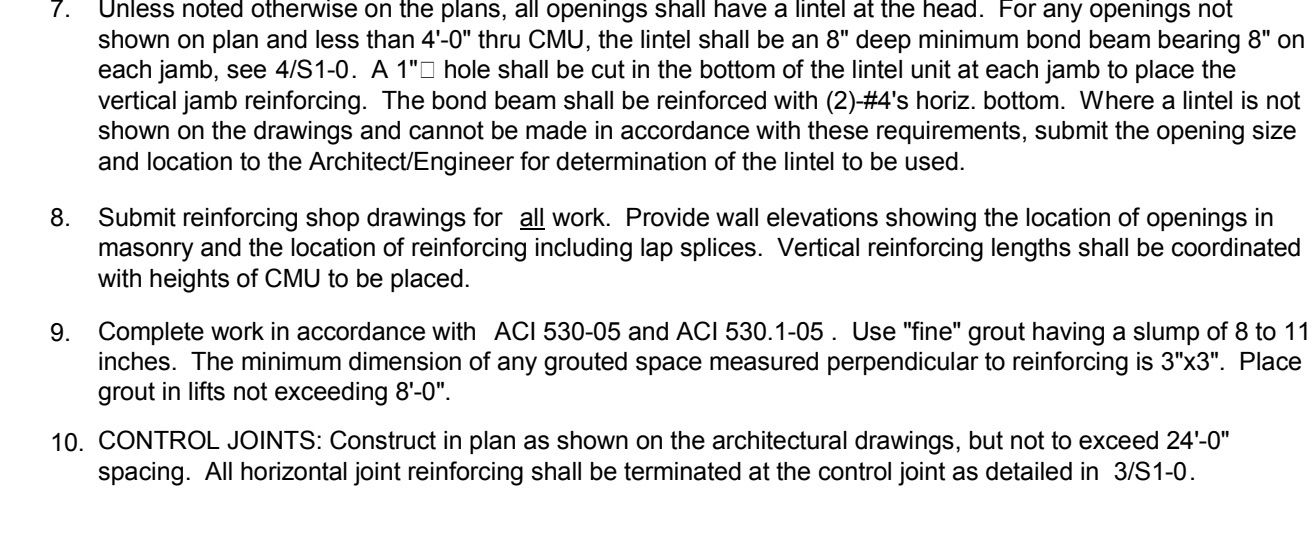 7. Unless noted otherwise on the plans, all openings shall have a lintel at the head. For any openings not
shown on plan and less than 4'-0" thru CMU, the lintel shall be an 8" deep minimum bond beam bearing 8" on
each jamb, see 4/S1-0. A 1"□ hole shall be cut in the bottom of the lintel unit at each jamb to place the
vertical jamb reinforcing. The bond beam shall be reinforced with (2)-#4's horiz. bottom. Where a lintel is not
shown on the drawings and cannot be made in accordance with these requirements, submit the opening size
and location to the Architect/Engineer for determination of the lintel to be used.
8. Submit reinforcing shop drawings for all work. Provide wall elevations showing the location of openings in
masonry and the location of reinforcing including lap splices. Vertical reinforcing lengths shall be coordinated
with heights of CMU to be placed.
9. Complete work in accordance with ACI 530-05 and ACI 530.1-05 . Use "fine" grout having a slump of 8 to 11
inches. The minimum dimension of any grouted space measured perpendicular to reinforcing is 3"x3". Place
grout in lifts not exceeding 8'-0".
10. CONTROL JOINTS: Construct in plan as shown on the architectural drawings, but not to exceed 24'-0"
spacing. All horizontal joint reinforcing shall be terminated at the control joint as detailed in 3/S1-0.